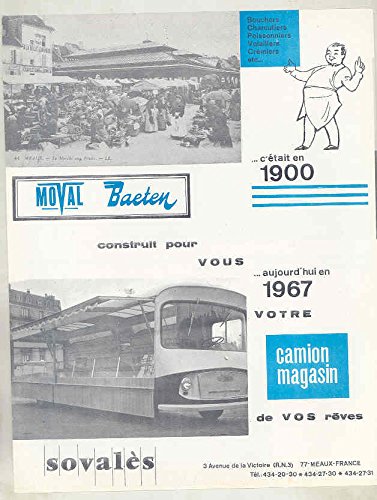 Bouchers
Charcutiers
Poissonniers
Volaillers
Crémiers
etc...
MEAUX. - Le Marché
LL.
... c'était en
1900
MOVAL Baeten
construit pour
VOUS
... aujourd'hui en
1967
VOTRE
camion
magasin
de VOS rêves
sovalès
3 Avenue de la Victoire (R.N.3) 77-MEAUX-FRANCE
Tél.:434-20-30 * 434-27-30 * 434-27-31